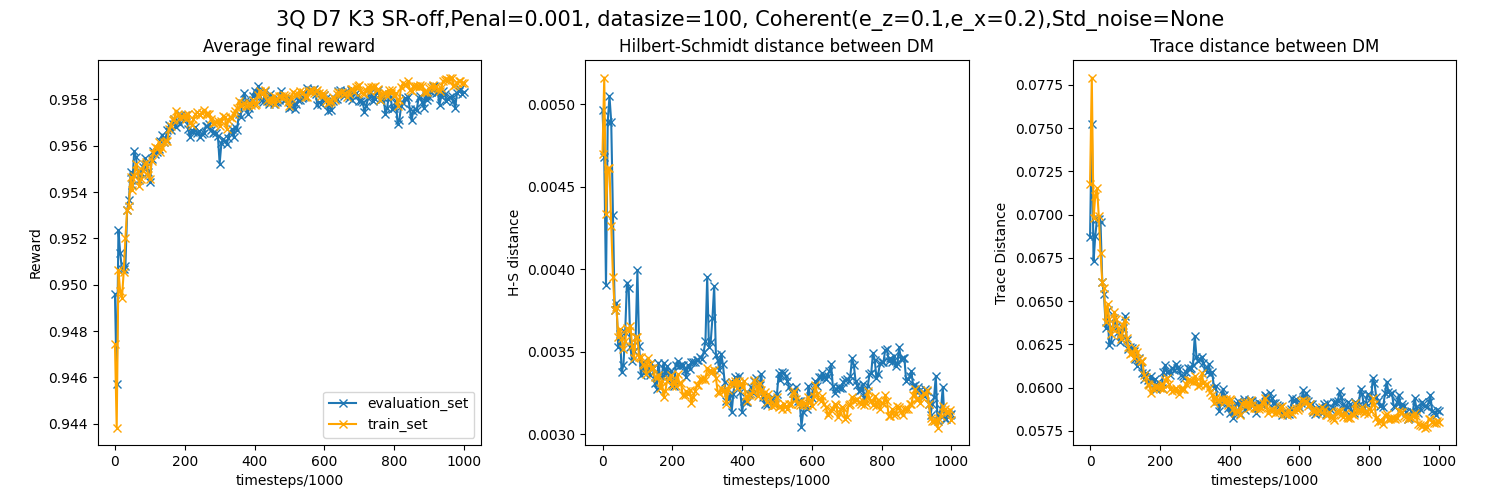 3Q D7 K3 SR-off,Penal=0.001, datasize=100, Coherent(e_z=0.1,e_x=0.2),Std_noise=None
Average final reward
Reward
0.958
0.956
0.954
0.952
0.950
0.948
0.946
0.944
0 200 400 600 800 1000
timesteps/1000
evaluation_set
train_set
Hilbert-Schmidt distance between DM
H-S distance
0.0050
0.0045
0.0040
0.0035
0.0030
0 200 400 600 800 1000
timesteps/1000
Trace distance between DM
Trace Distance
0.0775
0.0750
0.0725
0.0700
0.0675
0.0650
0.0625
0.0600
0.0575
0 200 400 600 800 1000
timesteps/1000